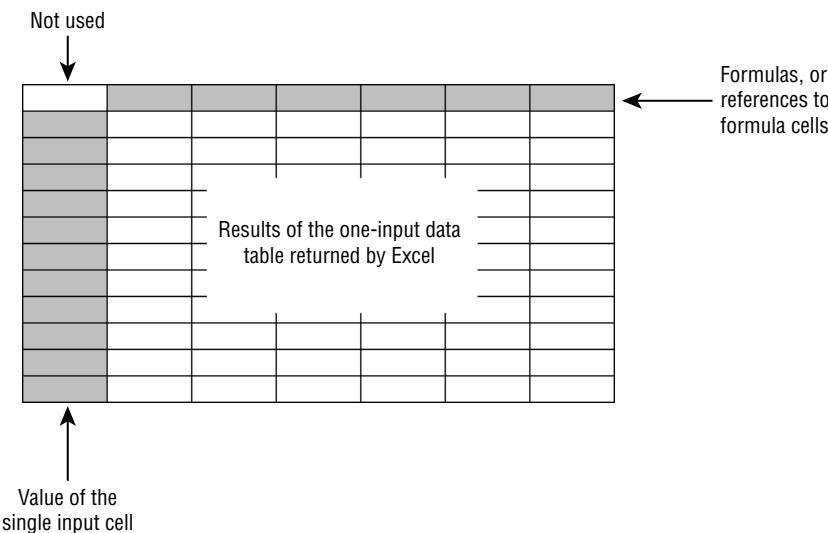 Not used
Formulas, or
references to
formula cells
Results of the one-input data
table returned by Excel
Value of the
single input cell